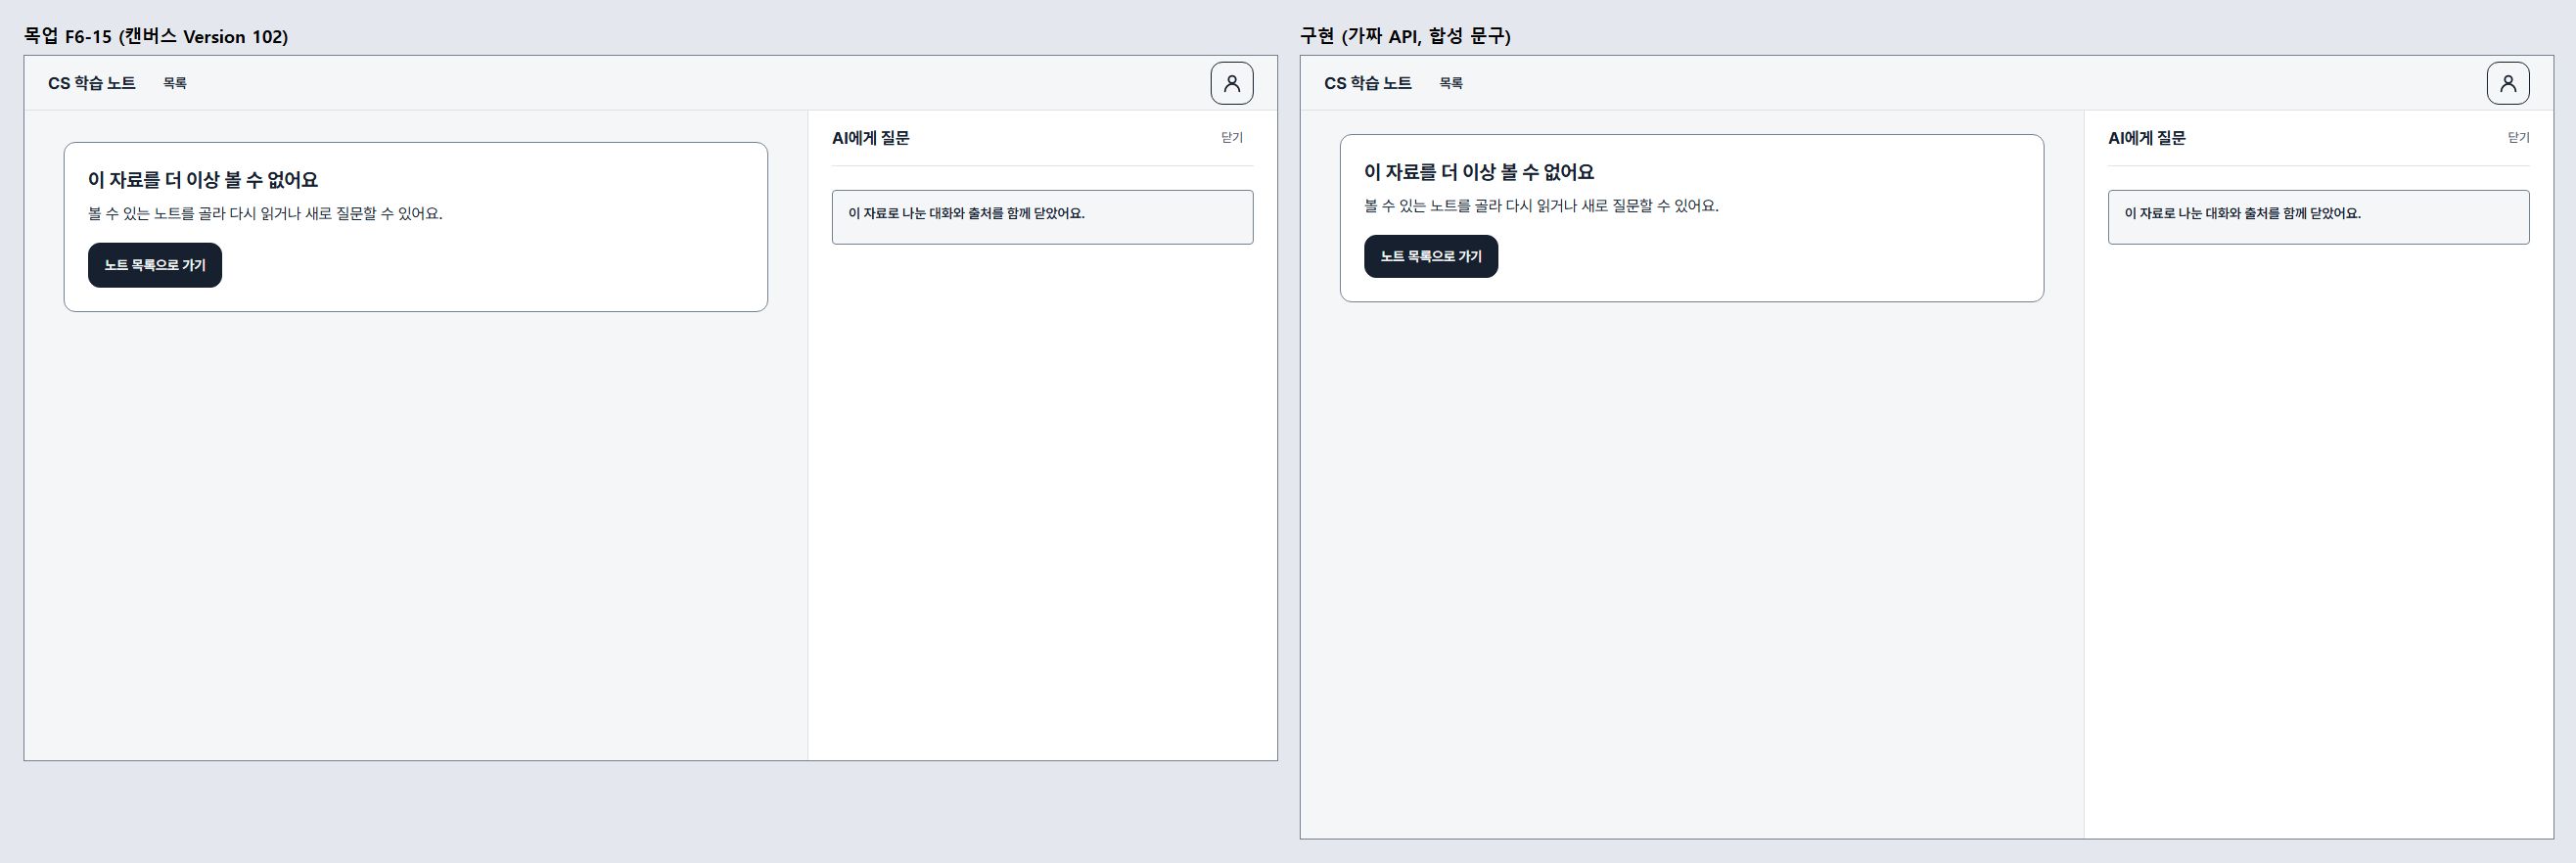 목업 F6-15 (캔버스 Version 102)
CS 학습 노트
목록
이 자료를 더 이상 볼 수 없어요
볼 수 있는 노트를 골라 다시 읽거나 새로 질문할 수 있어요.
노트 목록으로 가기
AI에게 질문
닫기
이 자료로 나눈 대화와 출처를 함께 닫았어요.
구현 (가짜 API, 합성 문구)
CS 학습 노트
목록
이 자료를 더 이상 볼 수 없어요
볼 수 있는 노트를 골라 다시 읽거나 새로 질문할 수 있어요.
노트 목록으로 가기
AI에게 질문
닫기
이 자료로 나눈 대화와 출처를 함께 닫았어요.